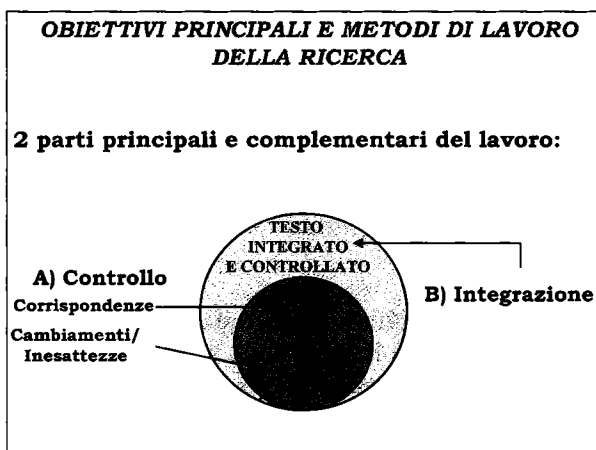 OBIETTIVI PRINCIPALI E METODI DI LAVORO
DELLA RICERCA
2 parti principali e complementari del lavoro:
TESTO
INTEGRATO
E CONTROLLATO
A) Controllo
Corrispondenze
Cambiamenti/
Inesattezze
B) Integrazione